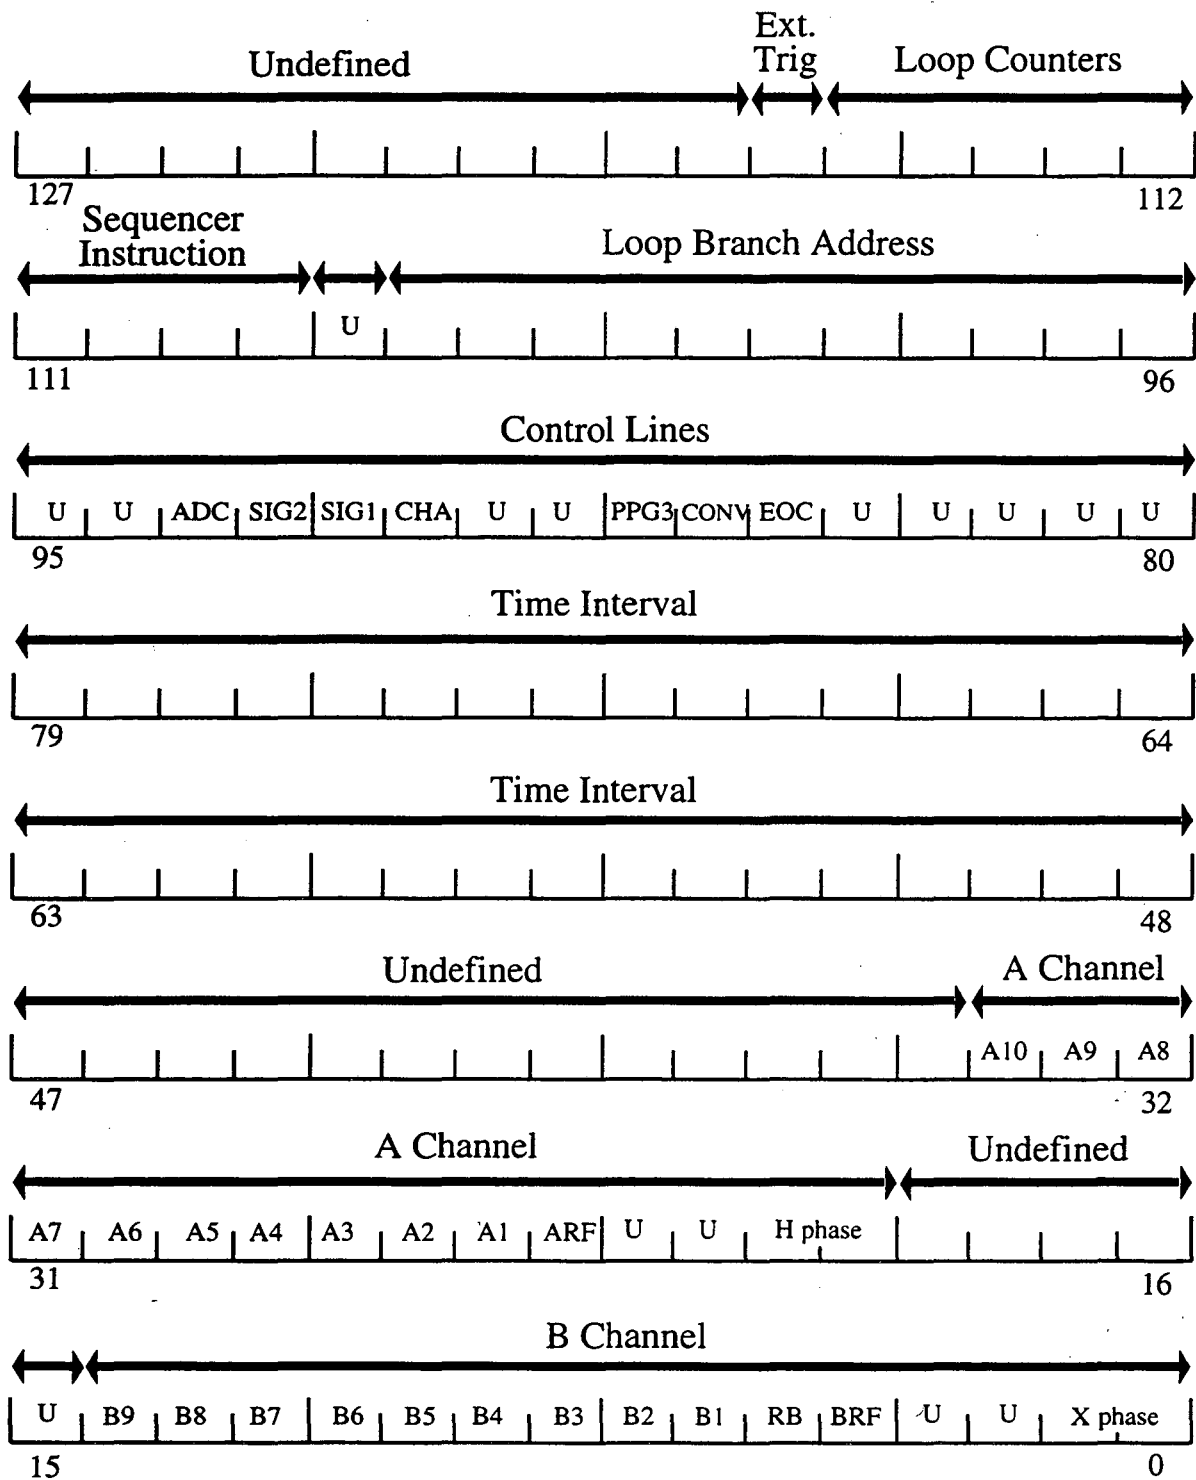 Ext.
Undefined Trig Loop Counters
127 112
Sequencer
Instruction Loop Branch Address
U
111 96
Control Lines
U U ADC SIG2 SIG1 CHA U U PPG3 CONV EOC U U U U U
95 80
Time Interval
79 64
Time Interval
63 48
Undefined A Channel
A10 A9 A8
47 32
A Channel Undefined
A7 A6 A5 A4 A3 A2 A1 ARF U U H phase
31 16
B Channel
U B9 B8 B7 B6 B5 B4 B3 B2 B1 RB BRF U U X phase
15 0